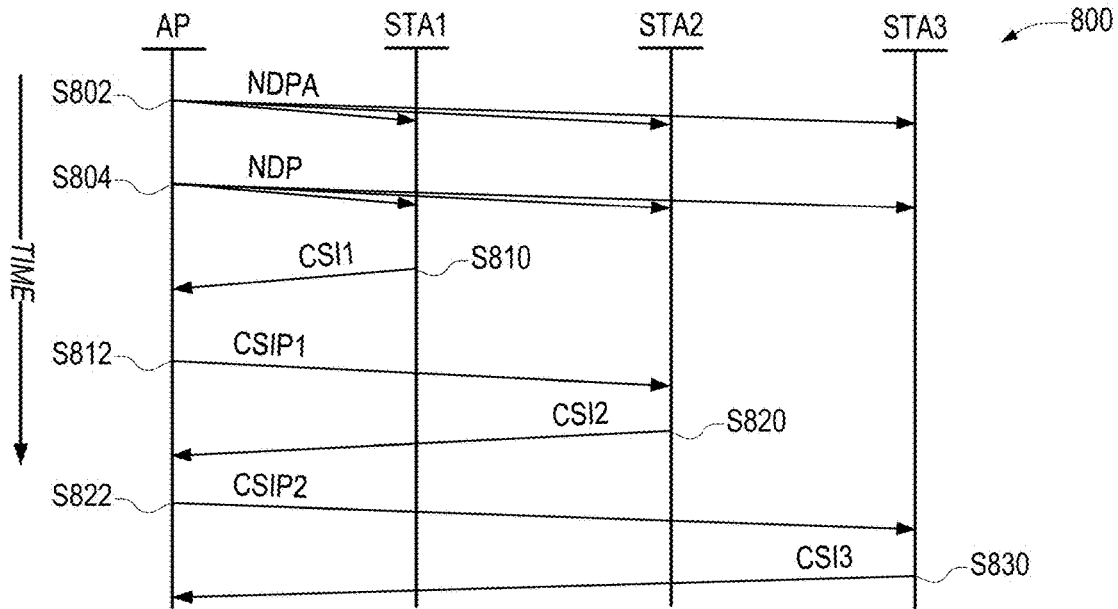 AP STA1 STA2 STA3 800
S802 NDPA
S804 NDP
TIME
CSI1 S810
S812 CSIP1
CSI2 S820
S822 CSIP2
CSI3 S830